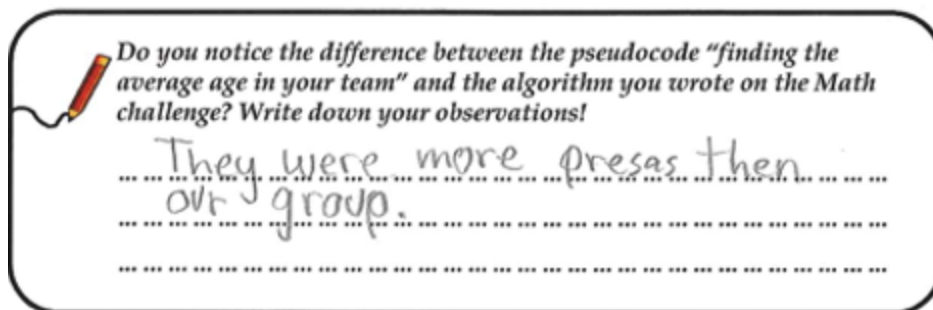 Do you notice the difference between the pseudocode “finding the
average age in your team” and the algorithm you wrote on the Math
challenge? Write down your observations!
They were more presas then
our group.